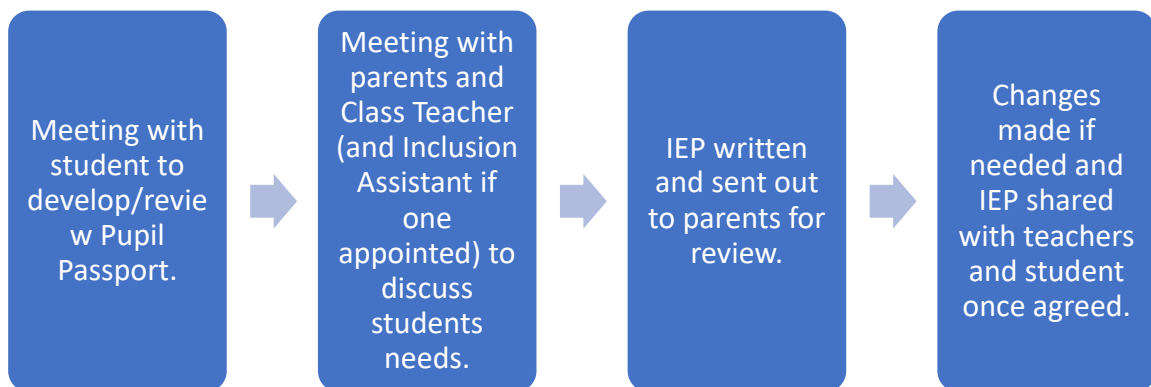 Meeting with
student to
develop/revie
w Pupil
Passport.
Meeting with
parents and
Class Teacher
(and Inclusion
Assistant if
one
appointed) to
discuss
students
needs.
IEP written
and sent out
to parents for
review.
Changes
made if
needed and
IEP shared
with teachers
and student
once agreed.